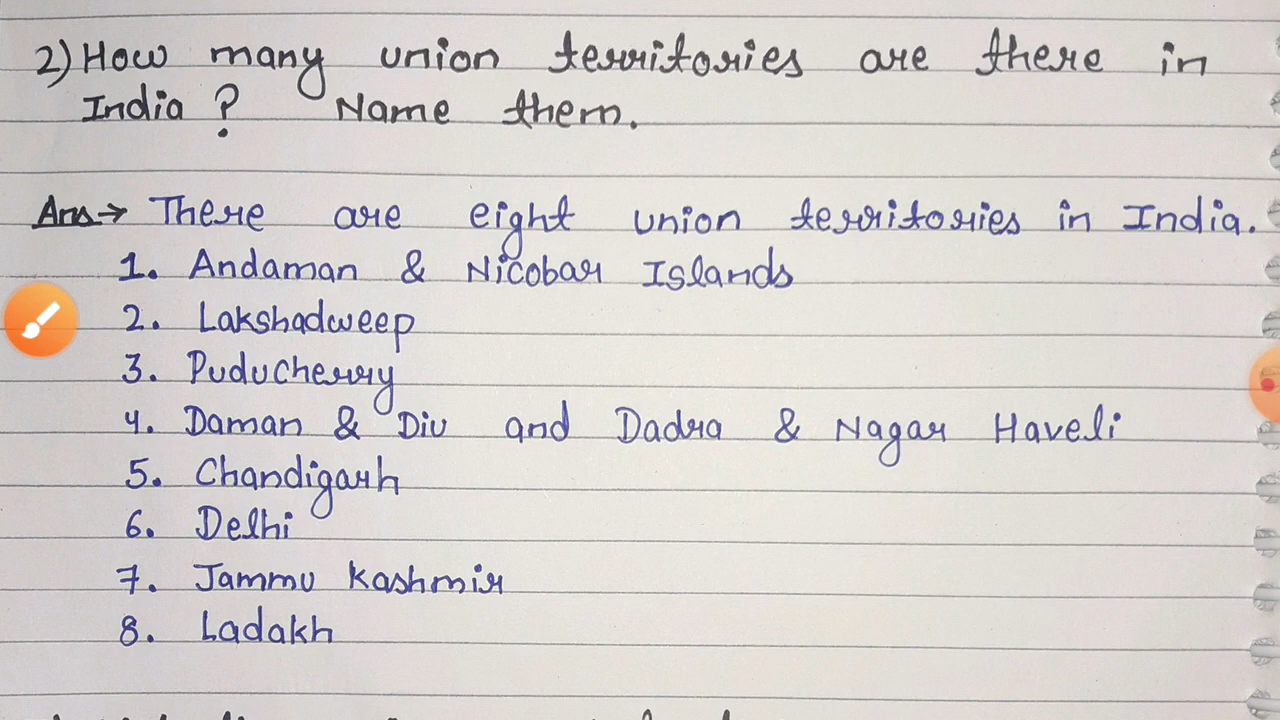 2) How many union territories are there in
India ? Name them.
Ans → There are eight union territories in India.
1. Andaman & Nicobar Islands
2. Lakshadweep
3. Puducherry
4. Daman & Diu and Dadra & Nagar Haveli
5. Chandigarh
6. Delhi
7. Jammu Kashmir
8. Ladakh